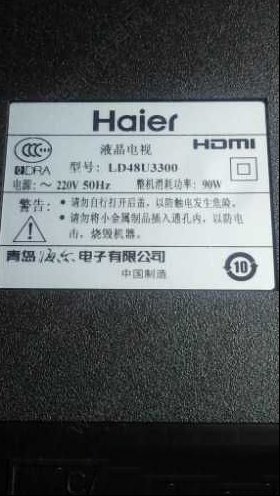 Haier
液晶电视
HDMI
DRA
型号: LD48U3300
电源: ~ 220V 50Hz 整机消耗功率: 90W
警告: • 请勿自行打开后盖, 以防触电发生危险。
• 请勿将小金属制品插入通孔内, 以防电
击, 烧毁机器。
青岛海尔电子有限公司
中国制造
10